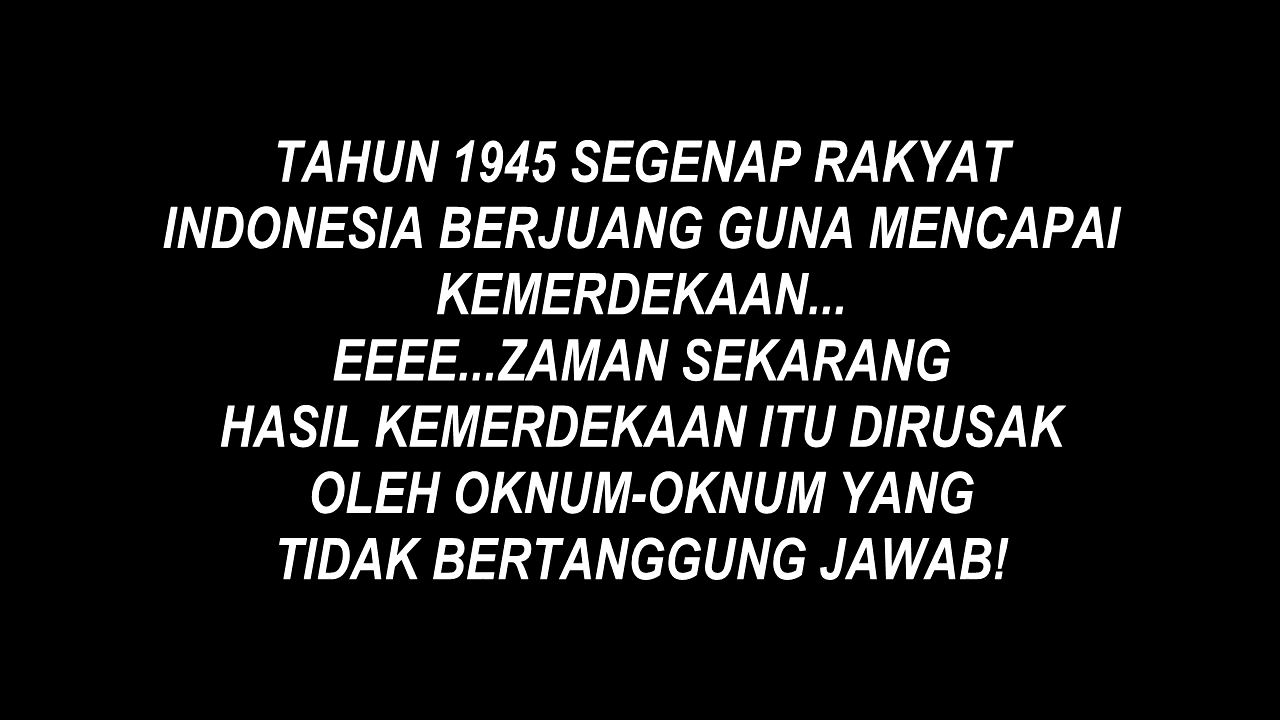 TAHUN 1945 SEGENAP RAKYAT
INDONESIA BERJUANG GUNA MENCAPAI
KEMERDEKAAN...
EEEE...ZAMAN SEKARANG
HASIL KEMERDEKAAN ITU DIRUSAK
OLEH OKNUM-OKNUM YANG
TIDAK BERTANGGUNG JAWAB!